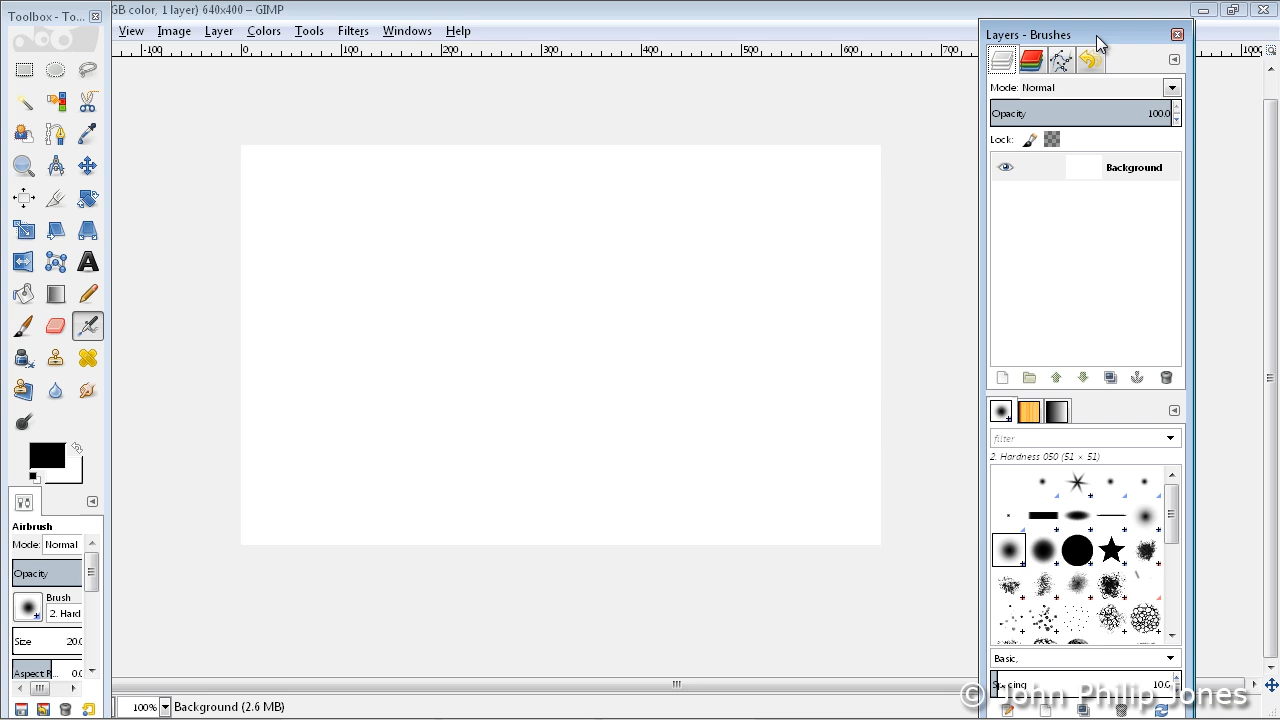 Toolbox - To...
GB color, 1 layer) 640x400 – GIMP
View Image Layer Colors Tools Filters Windows Help
-100 0 100 200 300 400 500 600 700 1000
Layers - Brushes
Mode: Normal
Opacity 100.0
Lock:
Background
filter
2. Hardness 050 (51 × 51)
Basic,
Spacing 10.0
Airbrush
Mode: Normal
Opacity
Brush
2. Hard
Size 20.0
Aspect R... 0.0
100% Background (2.6 MB)
© John Philip Jones